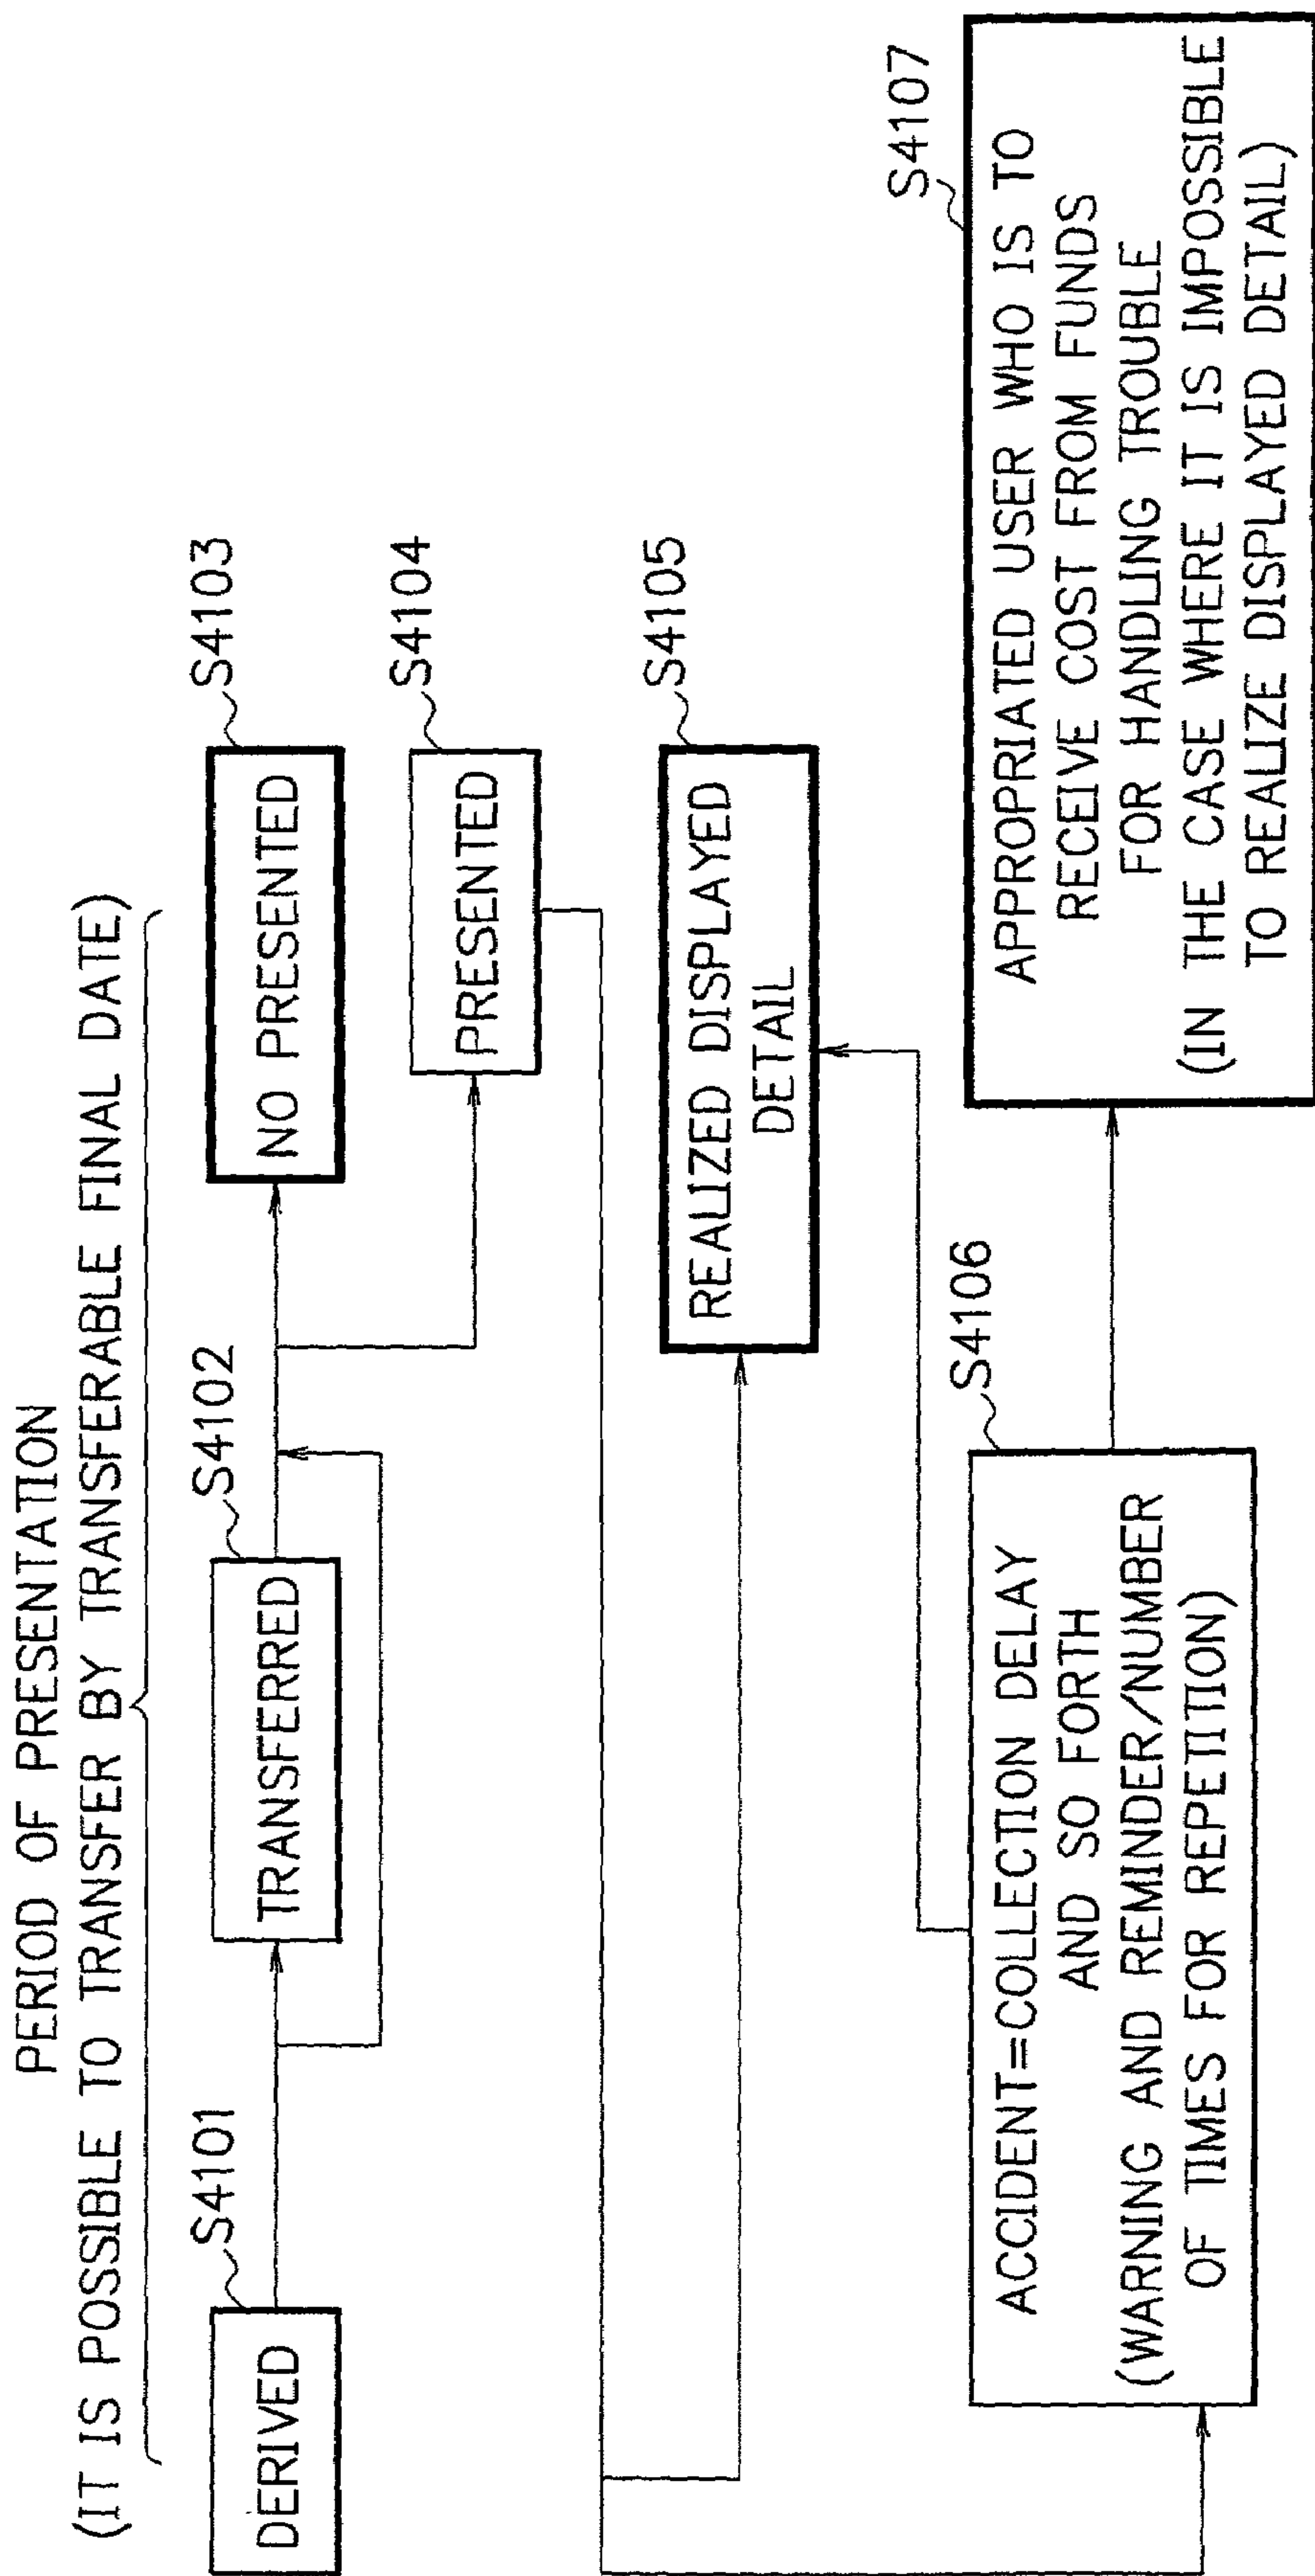 PERIOD OF PRESENTATION
(IT IS POSSIBLE TO TRANSFER BY TRANSFERABLE FINAL DATE)
S4101
DERIVED
S4102
TRANSFERRED
S4103
NO PRESENTED
S4104
PRESENTED
S4105
REALIZED DISPLAYED
DETAIL
S4106
ACCIDENT=COLLECTION DELAY
AND SO FORTH
(WARNING AND REMINDER/NUMBER
OF TIMES FOR REPETITION)
S4107
APPROPRIATED USER WHO IS TO
RECEIVE COST FROM FUNDS
FOR HANDLING TROUBLE
(IN THE CASE WHERE IT IS IMPOSSIBLE
TO REALIZE DISPLAYED DETAIL)